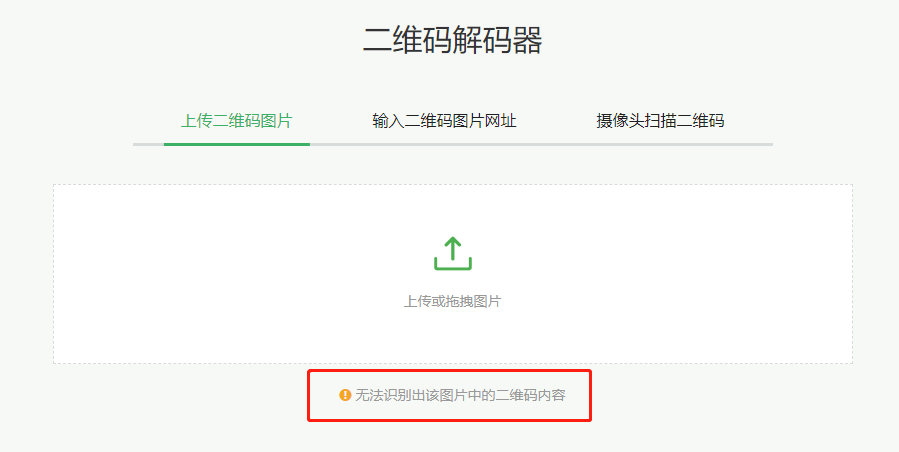 二维码解码器
上传二维码图片 输入二维码图片网址 摄像头扫描二维码
上传或拖拽图片
无法识别出该图片中的二维码内容